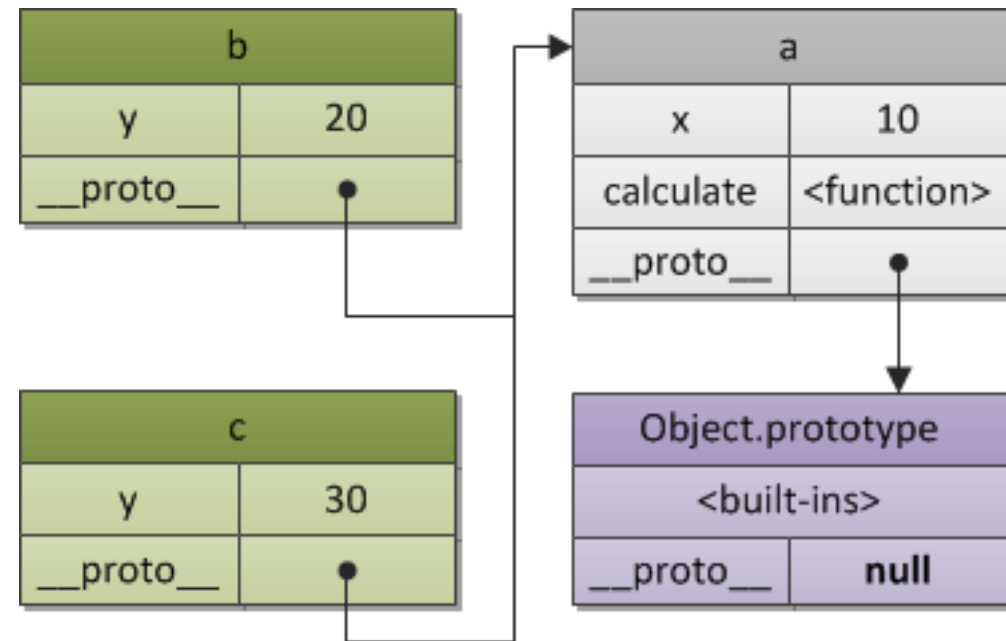 b
y 20
__proto__
c
y 30
__proto__
a
x 10
calculate <function>
__proto__
Object.prototype
<built-ins>
__proto__ null